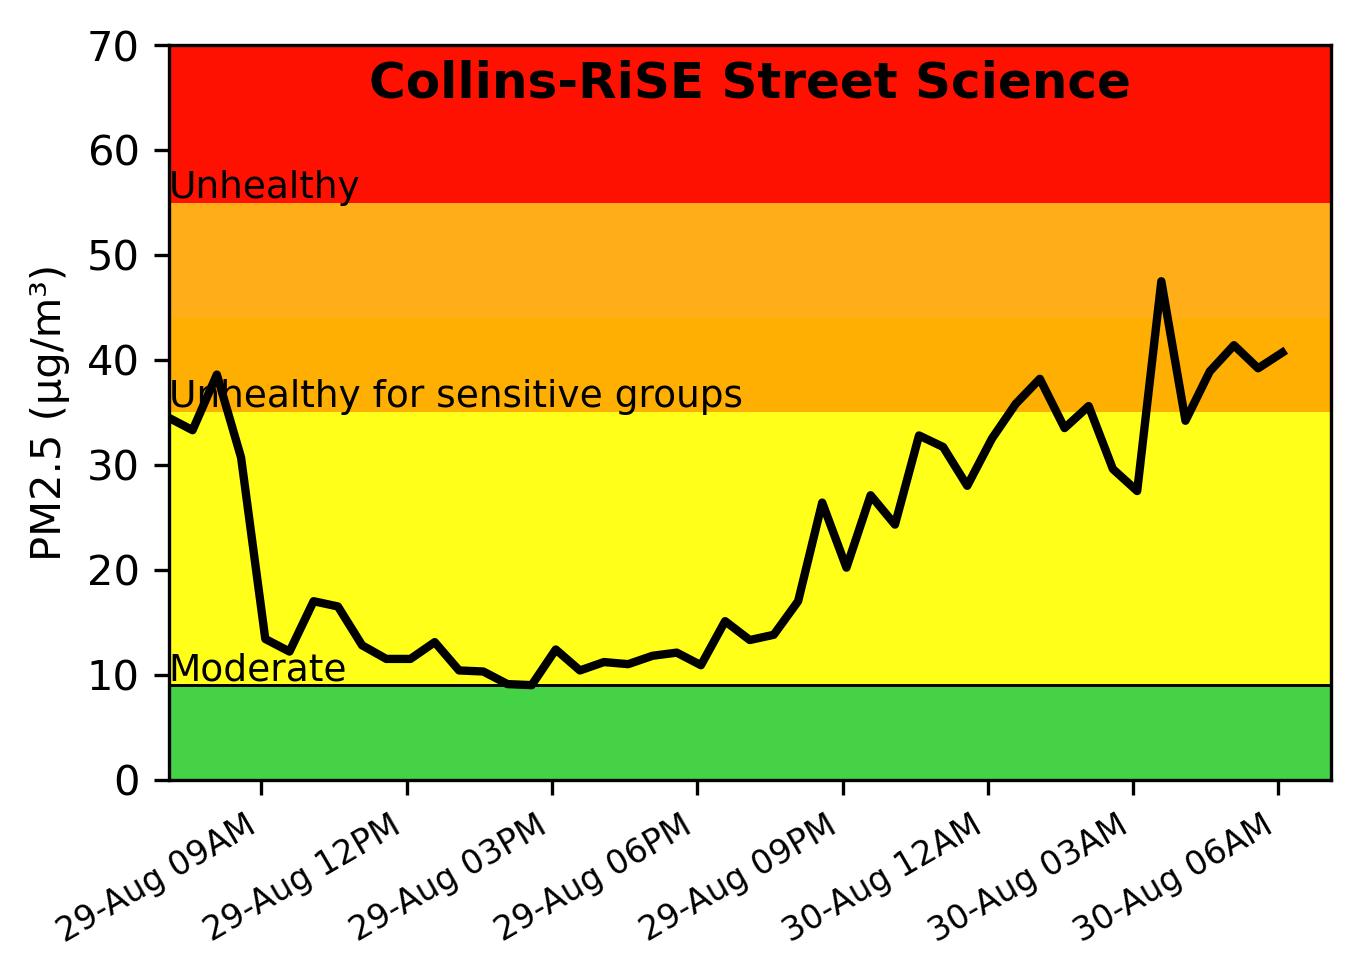 Collins-RiSE Street Science
70
60
50
40
30
20
10
0
PM2.5 (µg/m³)
Unhealthy
Unhealthy for sensitive groups
Moderate
29-Aug 09AM
29-Aug 12PM
29-Aug 03PM
29-Aug 06PM
29-Aug 09PM
30-Aug 12AM
30-Aug 03AM
30-Aug 06AM